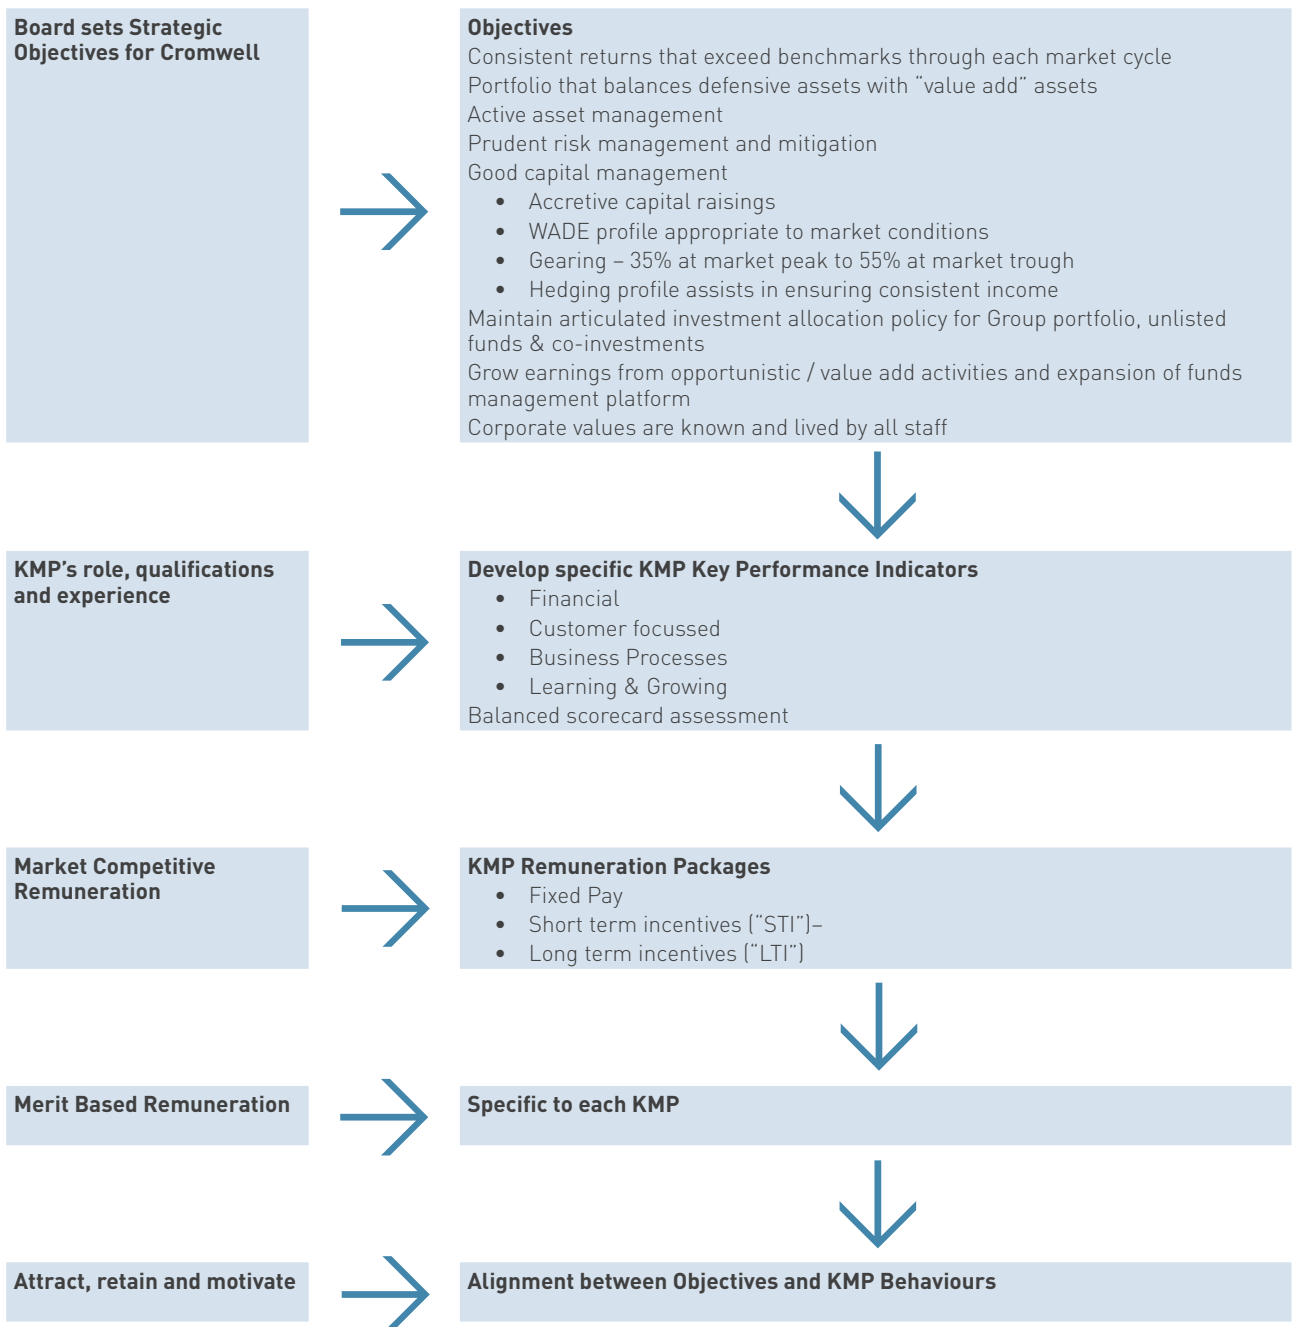 Board sets Strategic
Objectives for Cromwell
Objectives
Consistent returns that exceed benchmarks through each market cycle
Portfolio that balances defensive assets with “value add” assets
Active asset management
Prudent risk management and mitigation
Good capital management
• Accretive capital raisings
• WADE profile appropriate to market conditions
• Gearing – 35% at market peak to 55% at market trough
• Hedging profile assists in ensuring consistent income
Maintain articulated investment allocation policy for Group portfolio, unlisted
funds & co-investments
Grow earnings from opportunistic / value add activities and expansion of funds
management platform
Corporate values are known and lived by all staff
KMP’s role, qualifications
and experience
Develop specific KMP Key Performance Indicators
• Financial
• Customer focussed
• Business Processes
• Learning & Growing
Balanced scorecard assessment
Market Competitive
Remuneration
KMP Remuneration Packages
• Fixed Pay
• Short term incentives (“STI”)–
• Long term incentives (“LTI”)
Merit Based Remuneration
Specific to each KMP
Attract, retain and motivate
Alignment between Objectives and KMP Behaviours